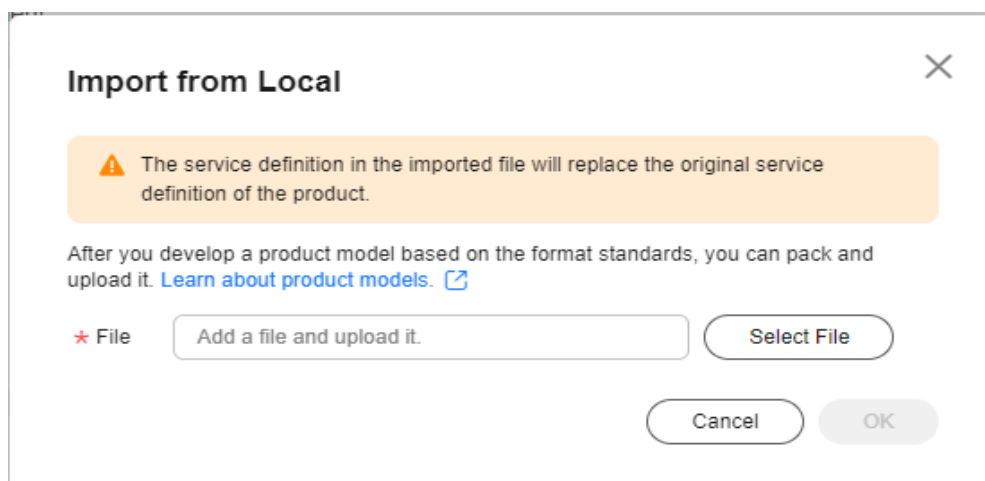 Import from Local
The service definition in the imported file will replace the original service
definition of the product.
After you develop a product model based on the format standards, you can pack and
upload it. Learn about product models.
* File Add a file and upload it. Select File
Cancel OK